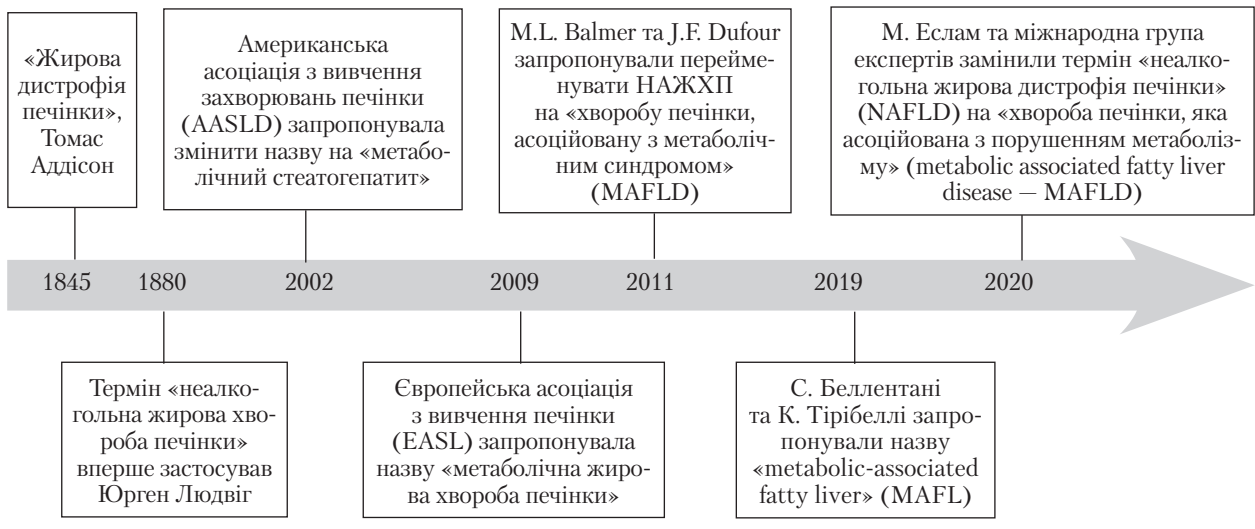 «Жирова
дистрофія
печінки»,
Томас
Аддісон
Американська
асоціація з вивчення
захворювань печінки
(AASLD) запропонувала
змінити назву на «метабо-
лічний стеатогепатит»
M.L. Balmer та J.F. Dufour
запропонували перейме-
нувати НАЖХП
на «хворобу печінки,
асоційовану з метаболіч-
ним синдромом»
(MAFLD)
М. Еслам та міжнародна група
експертів замінили термін «неалко-
гольна жирова дистрофія печінки»
(NAFLD) на «хвороба печінки, яка
асоційована з порушенням метаболіз-
му» (metabolic associated fatty liver
disease — MAFLD)
1845 1880 2002 2009 2011 2019 2020
Термін «неалко-
гольна жирова хво-
роба печінки»
вперше застосував
Юрген Людвіг
Європейська асоціація
з вивчення печінки
(EASL) запропонувала
назву «метаболічна жиро-
ва хвороба печінки»
С. Беллентані
та К. Тірібеллі запро-
понували назву
«metabolic-associated
fatty liver» (MAFL)